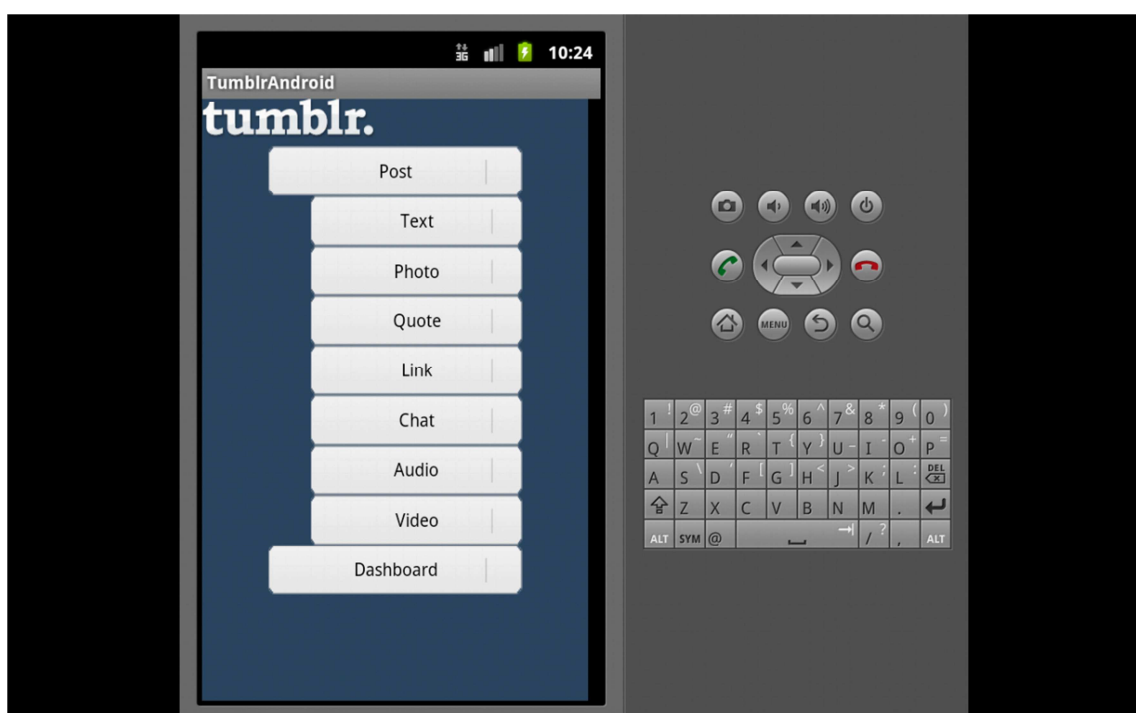 3G 10:24
TumblrAndroid
tumblr.
Post
Text
Photo
Quote
Link
Chat
Audio
Video
Dashboard
MENU
1 ! 2 @ 3 # 4 $ 5 % 6 ^ 7 & 8 * 9 ( 0 )
Q | W ~ E " R ` T { Y } U _ I - O + P =
A S \ D ' F [ G ] H < J > K ; L : DEL
Z X C V B N M .
ALT SYM @ / ? , ALT